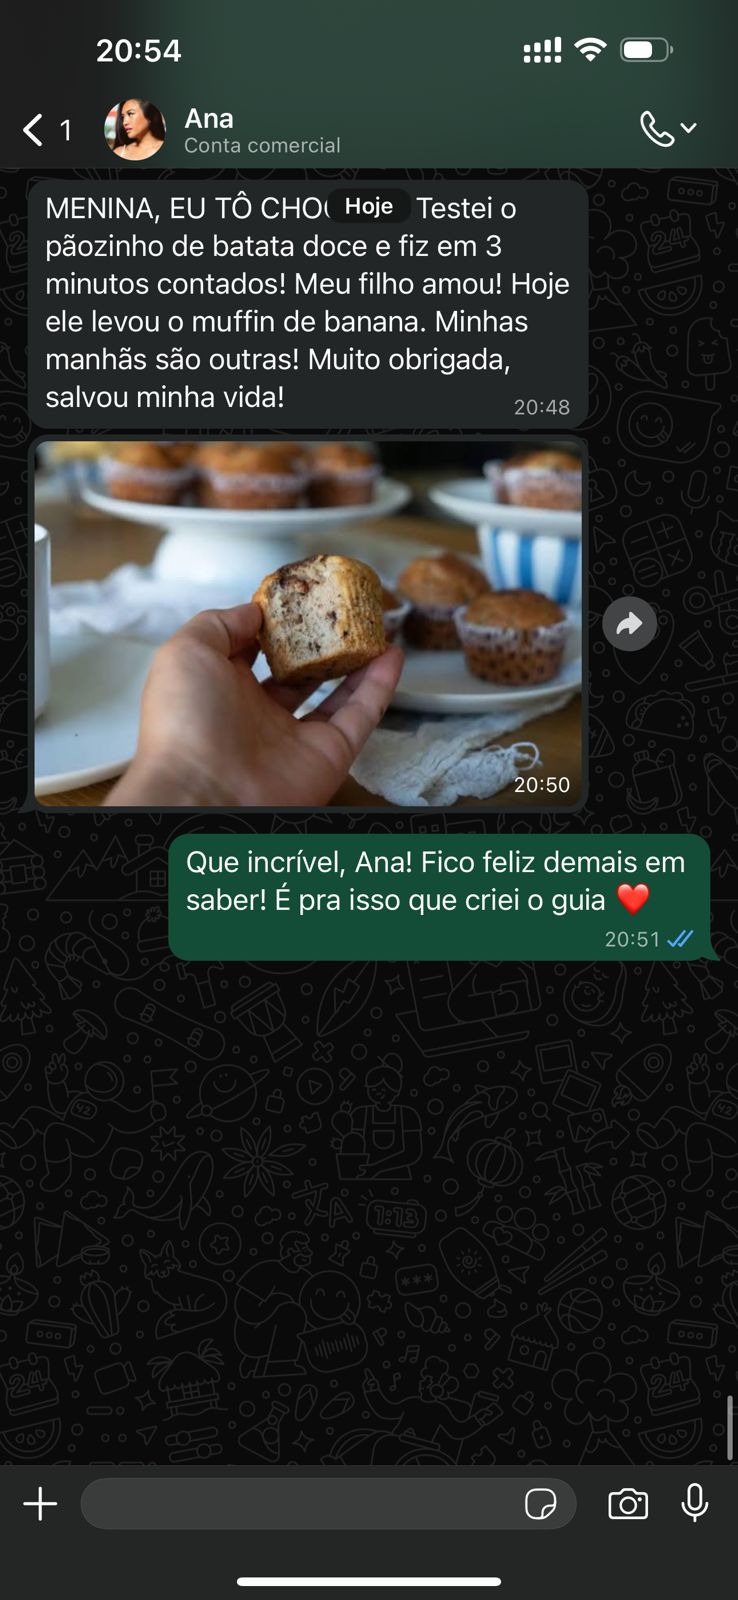 20:54
1
Ana
Conta comercial
Hoje
MENINA, EU TÔ Testei o
pãozinho de batata doce e fiz em 3
minutos contados! Meu filho amou! Hoje
ele levou o muffin de banana. Minhas
manhãs são outras! Muito obrigada,
salvou minha vida!
20:48
20:50
Que incrível, Ana! Fico feliz demais em
saber! É pra isso que criei o guia ❤️
20:51